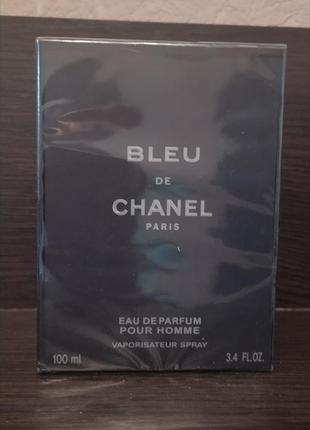 BLEU
DE
CHANEL
PARIS
EAU DE PARFUM
POUR HOMME
VAPORISATEUR SPRAY
100 ml 3.4 FL.OZ.